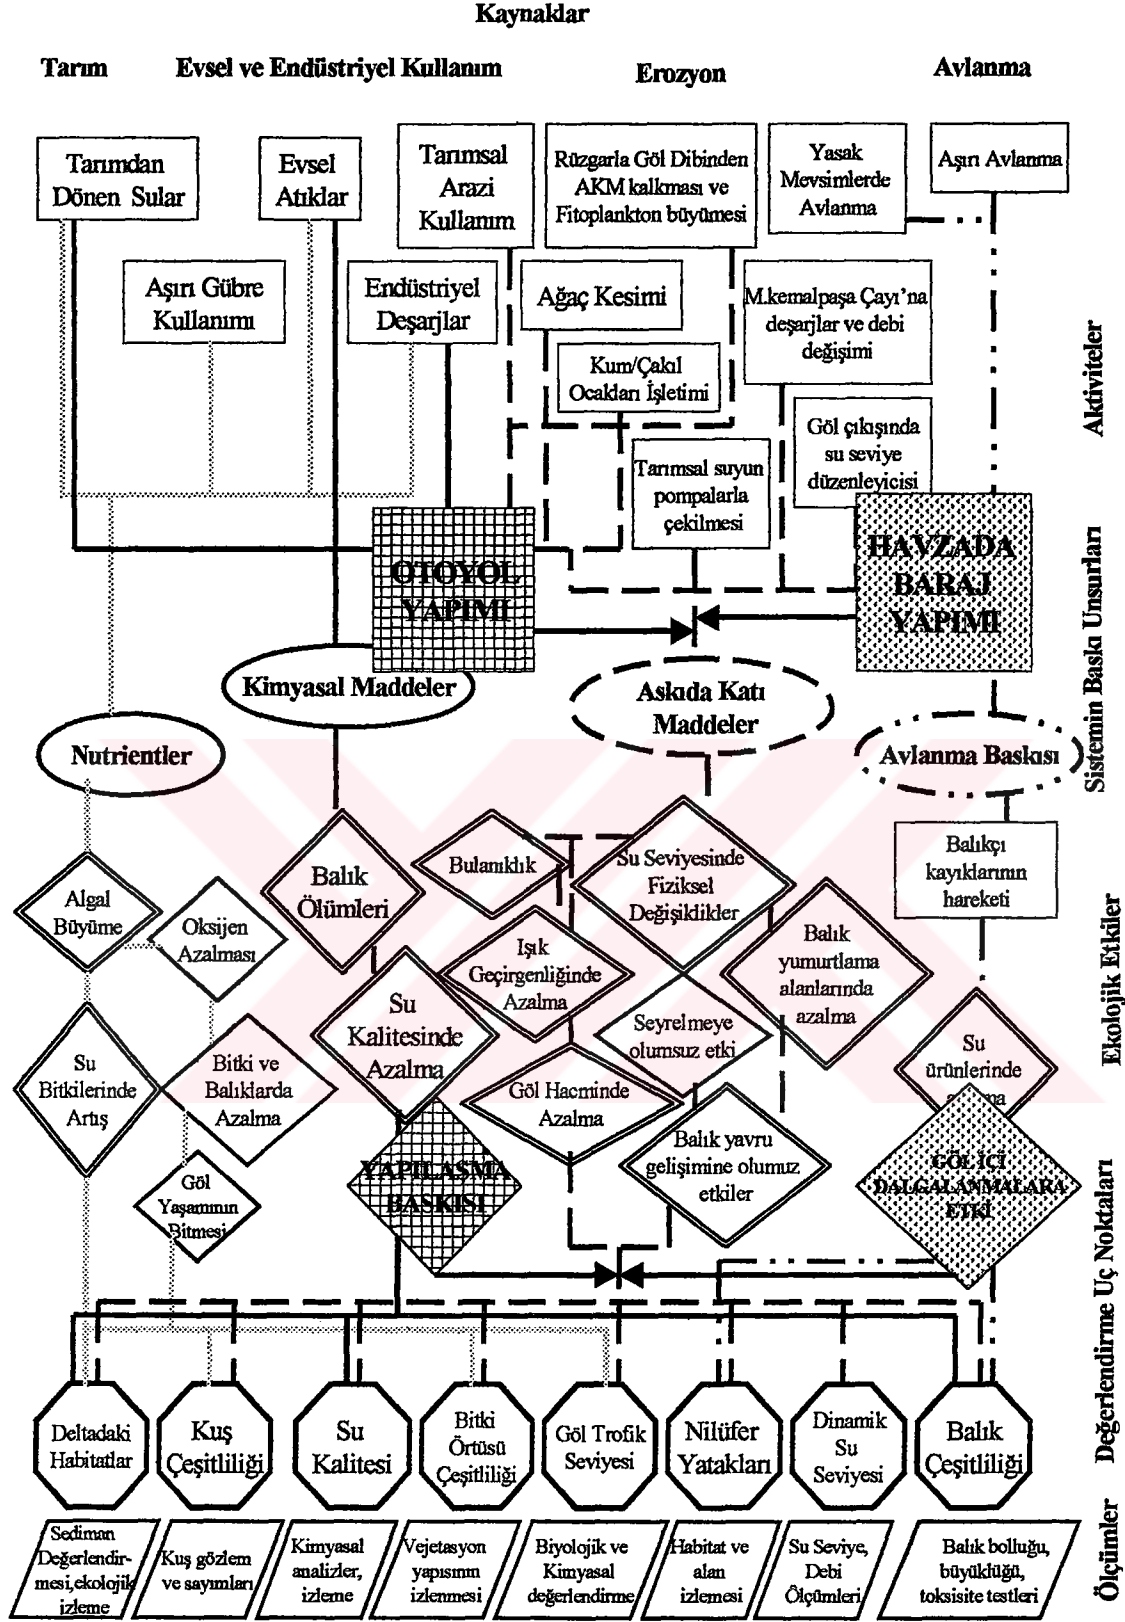 Kaynaklar
Tarım
Evsel ve Endüstriyel Kullanım
Erozyon
Avlanma
Tarımdan
Dönen Sular
Evsel
Atıklar
Tarımsal
Arazi
Kullanım
Rüzgarla Göl Dibinden
AKM kalkması ve
Fitoplankton büyümesi
Yasak
Mevsimlerde
Avlanma
Aşırı Avlanma
Aşırı Gübre
Kullanımı
Endüstriyel
Deşarjlar
Ağaç Kesimi
M.kemalpaşa Çayı'na
deşarjlar ve debi
değişimi
Kum/Çakıl
Ocakları İşletimi
Göl çıkışında
su seviye
düzenleyicisi
Tarımsal suyun
pompalarla
çekilmesi
Aktiviteler
OTOYOL
YAPIMI
HAVZADA
BARAJ
YAPIMI
Kimyasal Maddeler
Askıda Katı
Maddeler
Nutrientler
Avlanma Baskısı
Sistemin Baskı Unsurları
Balık
Ölümleri
Bulanıklık
Su Seviyesinde
Fiziksel
Değişiklikler
Balıkçı
kayıklarının
hareketi
Algal
Büyüme
Oksijen
Azalması
Işık
Geçirgenliğinde
Azalma
Balık
yumurtlama
alanlarında
azalma
Su
Kalitesinde
Azalma
Seyrelmeye
olumsuz etki
Su
Bitkilerinde
Artış
Bitki ve
Balıklarda
Azalma
Göl Hacminde
Azalma
Su
ürünlerinde
Balık yavru
gelişimine olumuz
etkiler
Göl
Yaşamının
Bitmesi
YAPILAŞMA
BASKISI
GÖL İÇİ
DALGALANMALARA
ETKİ
Ekolojik Etkiler
Deltadaki
Habitatlar
Kuş
Çeşitliliği
Su
Kalitesi
Bitki
Örtüsü
Çeşitliliği
Göl Trofik
Seviyesi
Nilüfer
Yatakları
Dinamik
Su
Seviyesi
Balık
Çeşitliliği
Değerlendirme Uç Noktaları
Sediman
Değerlendir-
mesi,ekolojik
izleme
Kuş gözlem
ve sayımları
Kimyasal
analizler,
izleme
Vejetasyon
yapısının
izlenmesi
Biyolojik ve
Kimyasal
değerlendirme
Habitat ve
alan
izlemesi
Su Seviye,
Debi
Ölçümleri
Balık bolluğu,
büyüklüğü,
toksisite testleri
Ölçümler